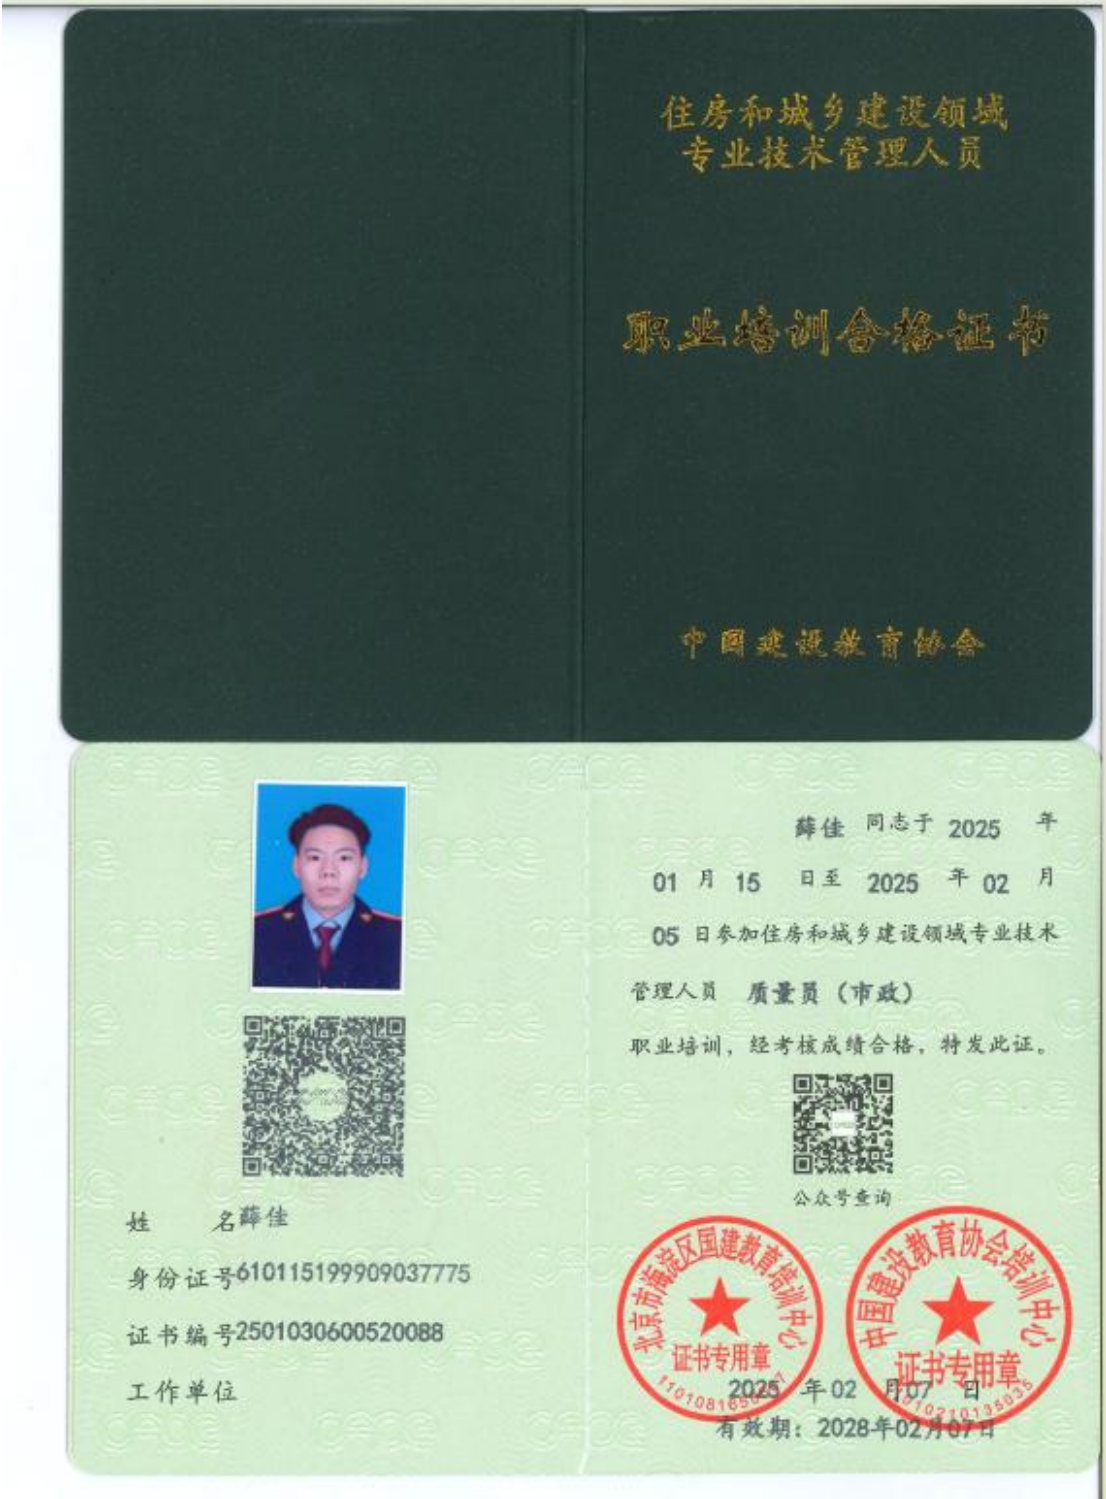 住房和城乡建设领域
专业技术管理人员
职业培训合格证书
中国建设教育协会
姓 名薛佳
身份证号610115199909037775
证书编号2501030600520088
工作单位
薛佳 同志于 2025 年
01 月 15 日至 2025 年 02 月
05 日参加住房和城乡建设领域专业技术
管理人员 质量员（市政）
职业培训，经考核成绩合格，特发此证。
公众号查询
北京市海淀区国建教育培训中心
证书专用章
中国建设教育协会培训中心
证书专用章
2025 年 02 月 07 日
有效期：2028年02月07日